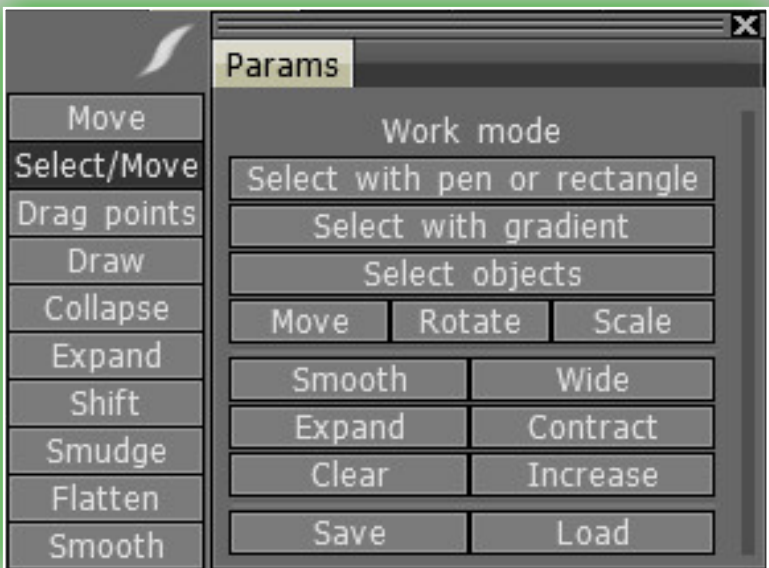 Move
Select/Move
Drag points
Draw
Collapse
Expand
Shift
Smudge
Flatten
Smooth
X
Params
Work mode
Select with pen or rectangle
Select with gradient
Select objects
Move Rotate Scale
Smooth Wide
Expand Contract
Clear Increase
Save Load